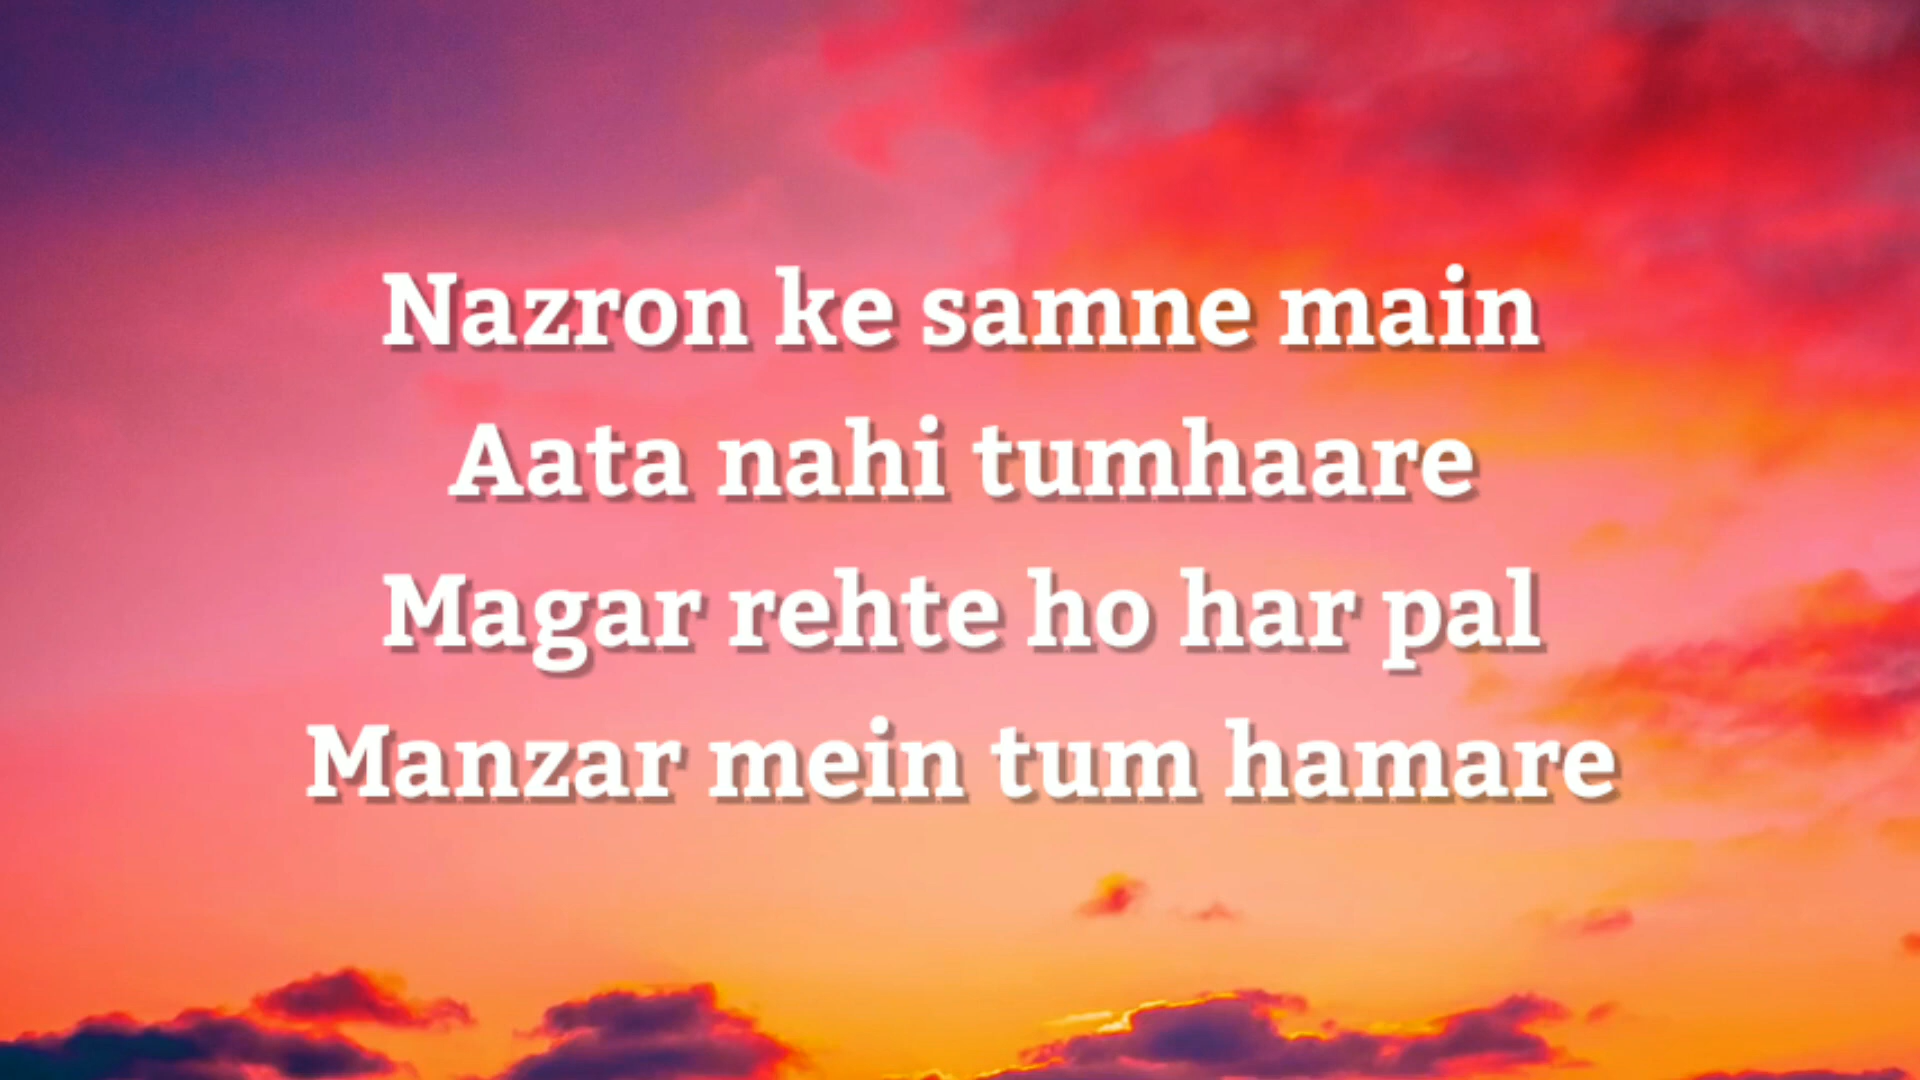 Nazron ke samne main
Aata nahi tumhaare
Magar rehte ho har pal
Manzar mein tum hamare